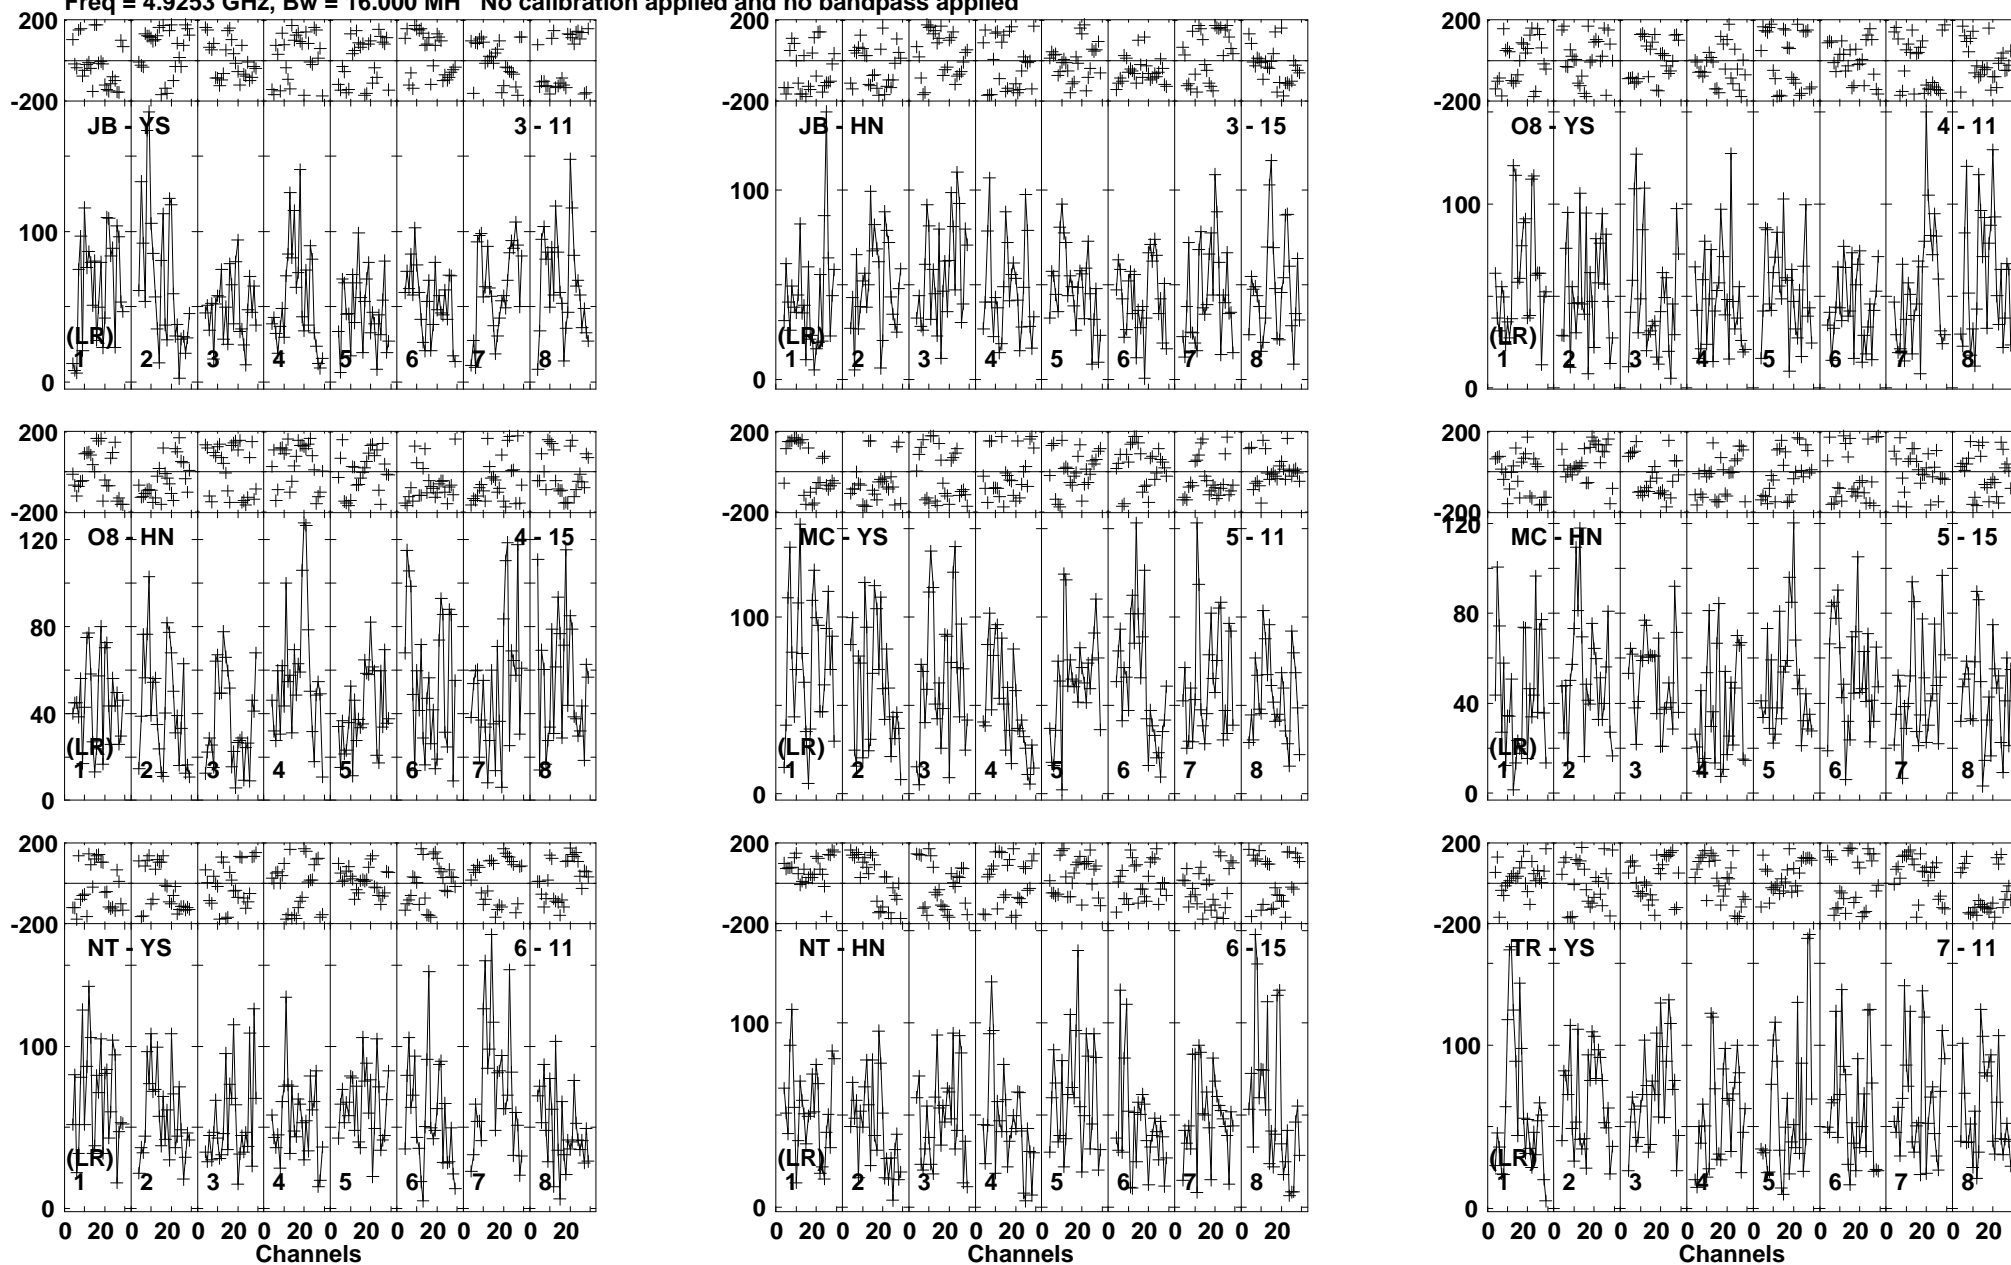 Freq = 4.9253 GHz, Bw = 16.000 MH No calibration applied and no bandpass applied
200
-200
JB - YS 3 - 11
100
0
(LR)
1 2 3 4 5 6 7 8
JB - HN 3 - 15
100
0
(LR)
1 2 3 4 5 6 7 8
200
-200
O8 - YS 4 - 11
100
0
(LR)
1 2 3 4 5 6 7 8
200
-200
O8 - HN 4 - 15
120
80
40
0
(LR)
1 2 3 4 5 6 7 8
200
-200
MC - YS 5 - 11
100
0
(LR)
1 2 3 4 5 6 7 8
200
-200
MC - HN 5 - 15
120
80
40
0
(LR)
1 2 3 4 5 6 7 8
200
-200
NT - YS 6 - 11
100
0
(LR)
1 2 3 4 5 6 7 8
0 20 0 20 0 20 0 20 0 20 0 20 0 20 0 20
Channels
200
-200
NT - HN 6 - 15
100
0
(LR)
1 2 3 4 5 6 7 8
0 20 0 20 0 20 0 20 0 20 0 20 0 20 0 20
Channels
200
-200
TR - YS 7 - 11
100
0
(LR)
1 2 3 4 5 6 7 8
0 20 0 20 0 20 0 20 0 20 0 20 0 20 0 20
Channels